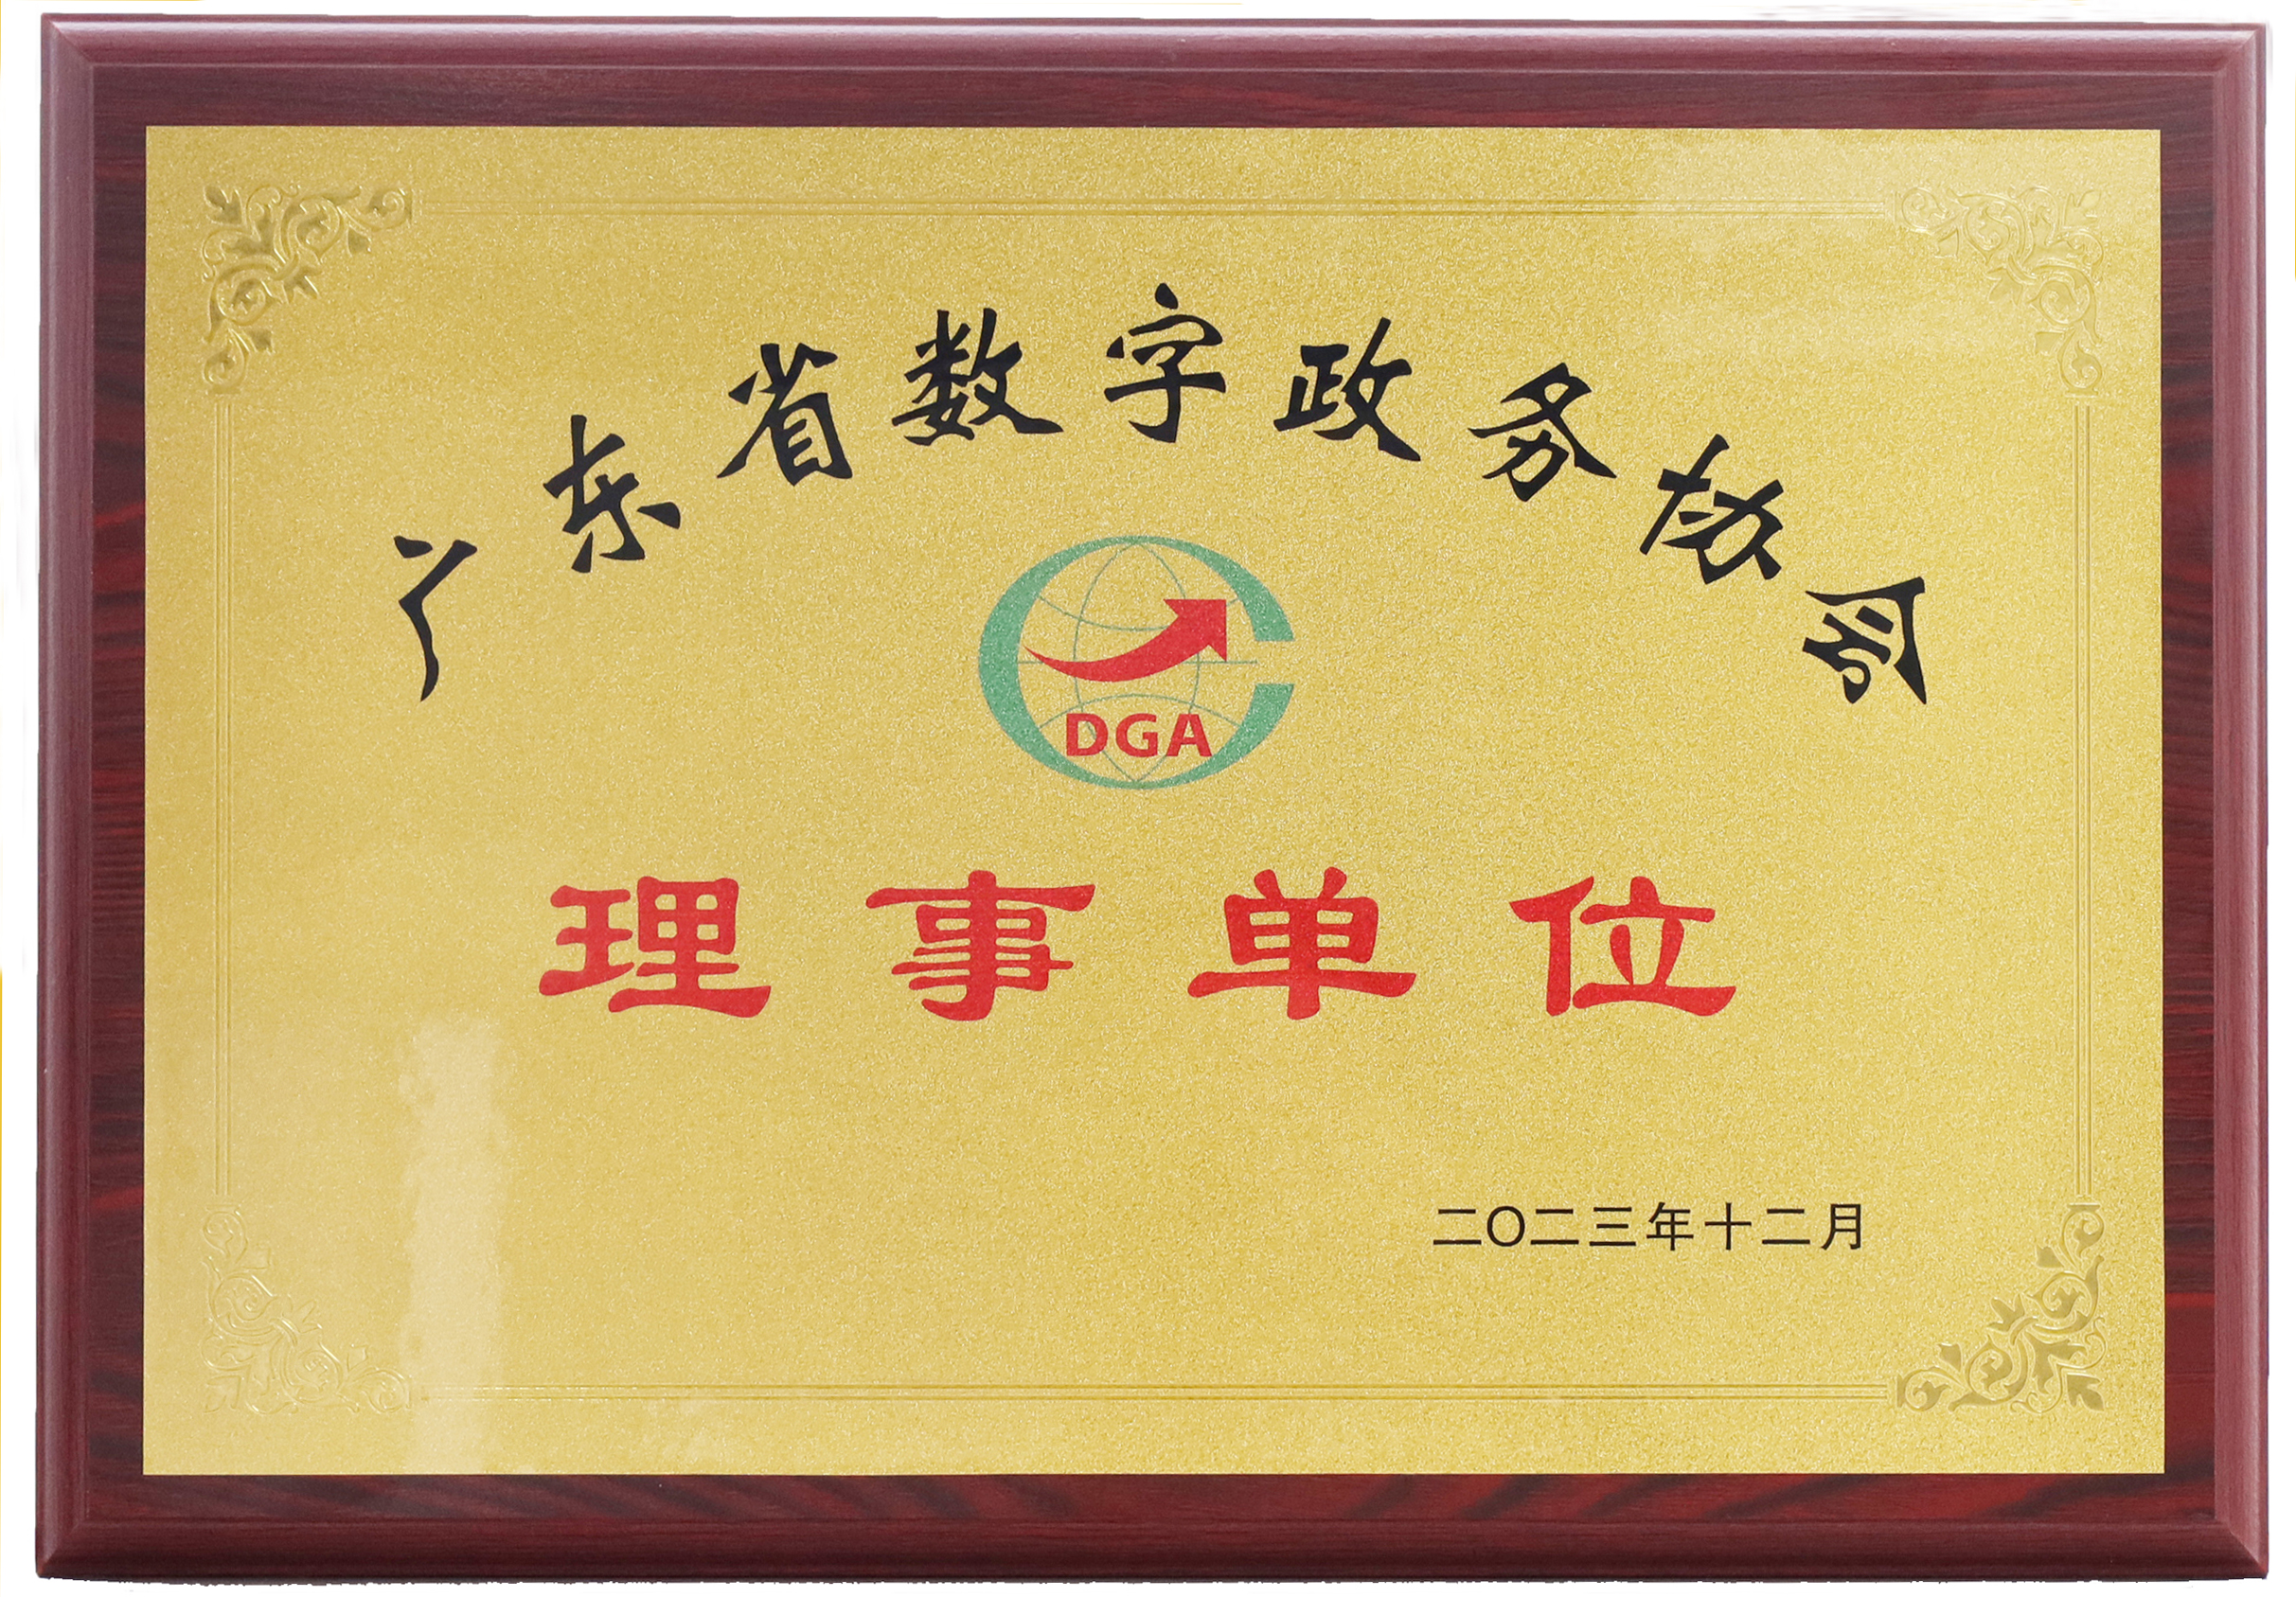 广东省数字政务协会
DGA
理事单位
二〇二三年十二月